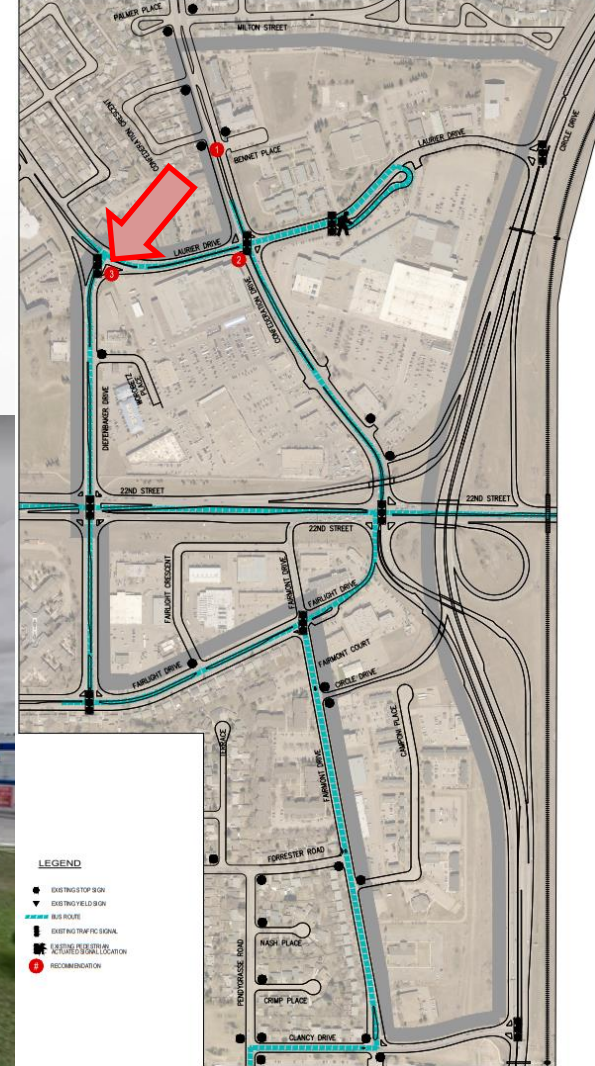 PALMER PLACE
MILTON STREET
CONFEDERATION CRESCENT
1
BENNET PLACE
LAURIER DRIVE
CIRCLE DRIVE
LAURIER DRIVE
2
3
CONFEDERATION DRIVE
DIEFENBAKER DRIVE
PLACE
22ND STREET
22ND STREET
22ND STREET
FAIRLIGHT CRESCENT
FAIRMONT DRIVE
FAIRLIGHT DRIVE
FAIRLIGHT DRIVE
FAIRMONT COURT
CIRCLE DRIVE
CAMPONI PLACE
TERRACE
FAIRMONT DRIVE
FORRESTER ROAD
PENDYGRASSE ROAD
NASH PLACE
CRIMP PLACE
CLANCY DRIVE
LEGEND
EXISTING STOP SIGN
EXISTING YIELD SIGN
BUS ROUTE
EXISTING TRAFFIC SIGNAL
EXISTING PEDESTRIAN
ACTUATED SIGNAL LOCATION
# RECOMMENDATION